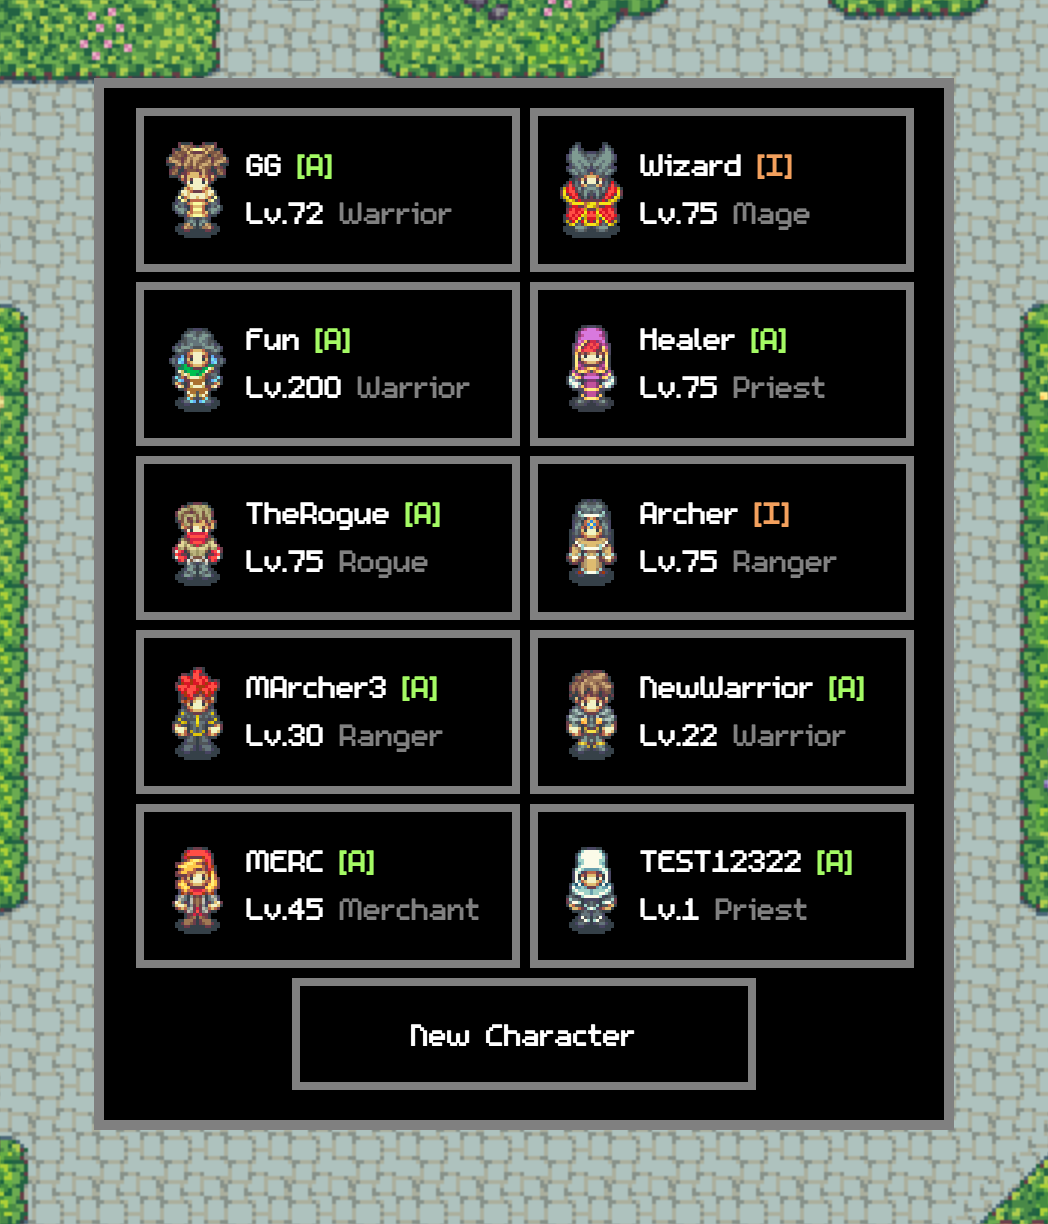 GG [A]
Lv.72 Warrior
Wizard [I]
Lv.75 Mage
Fun [A]
Lv.200 Warrior
Healer [A]
Lv.75 Priest
TheRogue [A]
Lv.75 Rogue
Archer [I]
Lv.75 Ranger
MArcher3 [A]
Lv.30 Ranger
NewWarrior [A]
Lv.22 Warrior
MERC [A]
Lv.45 Merchant
TEST12322 [A]
Lv.1 Priest
New Character